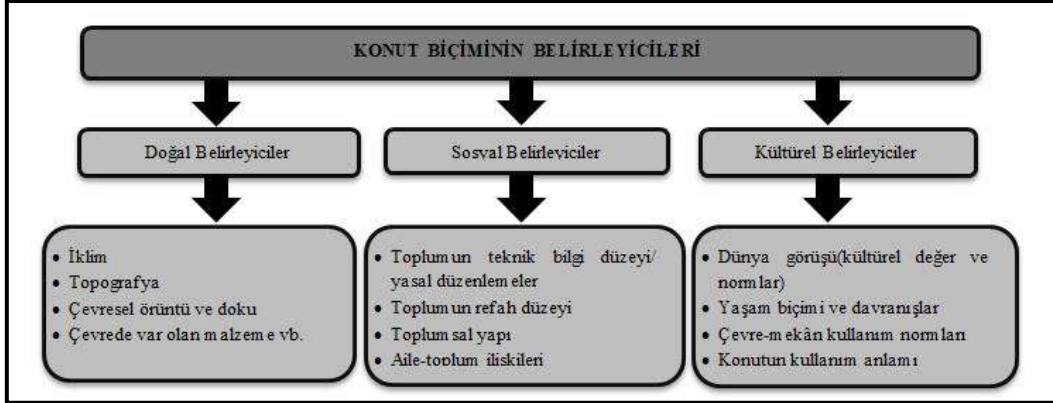 KONUT BİÇİMİNİN BELİRLEYİCİLERİ
Doğal Belirleyiciler
Sosyal Belirleyiciler
Kültürel Belirleyiciler
• İklim
• Topografya
• Çevresel örüntü ve doku
• Çevrede var olan malzeme vb.
• Toplumun teknik bilgi düzeyi/
yasal düzenlemeler
• Toplumun refah düzeyi
• Toplumsal yapı
• Aile-toplum ilişkileri
• Dünya görüşü(kültürel değer ve
normlar)
• Yaşam biçimi ve davranışlar
• Çevre-mekân kullanım normları
• Konutun kullanım anlamı